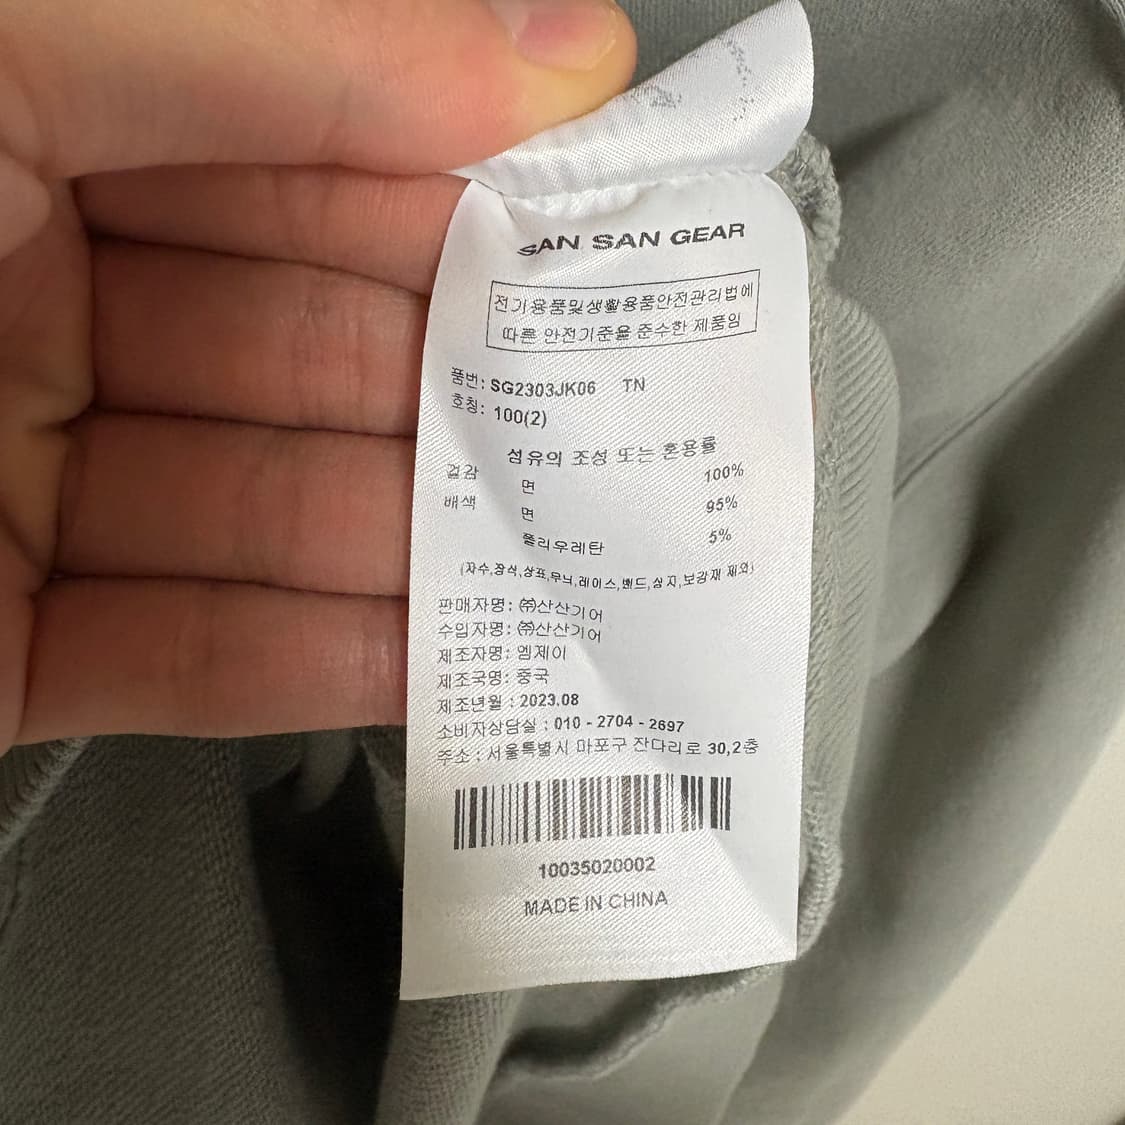 SAN SAN GEAR
전기용품및생활용품안전관리법에
따른 안전기준을 준수한 제품임
품번: SG2303JK06 TN
호칭: 100(2)
섬유의 조성 또는 혼용률
겉감 면 100%
배색 면 95%
폴리우레탄 5%
(자수,장식,상표,무늬,레이스,밴드,심지,보강재 제외)
판매자명: ㈜산산기어
수입자명: ㈜산산기어
제조자명: 엠제이
제조국명: 중국
제조년월 : 2023.08
소비자상담실 : 010 - 2704 - 2697
주소 : 서울특별시 마포구 잔다리로 30,2층
10035020002
MADE IN CHINA